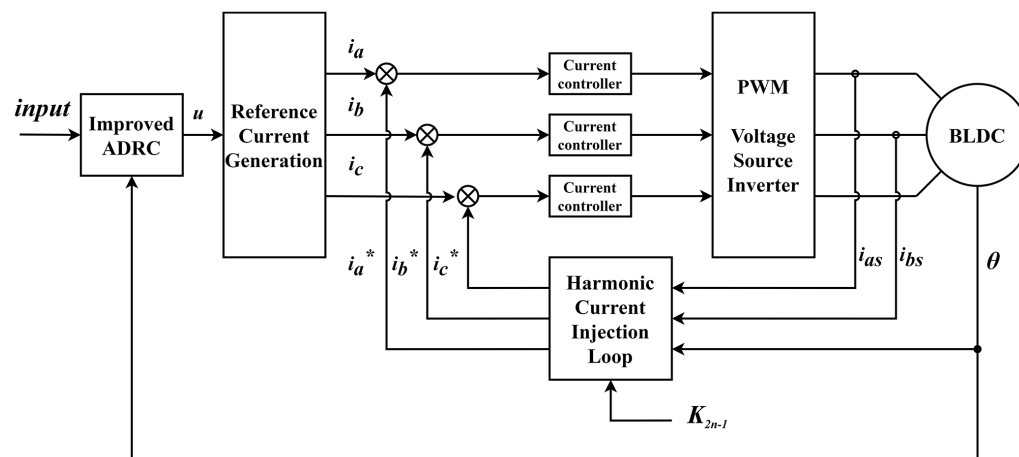 input
Improved
ADRC
u
Reference
Current
Generation
i_a
i_b
i_c
Current
controller
Current
controller
Current
controller
PWM
Voltage
Source
Inverter
BLDC
i_a*
i_b*
i_c*
Harmonic
Current
Injection
Loop
i_as
i_bs
θ
K_2n-1